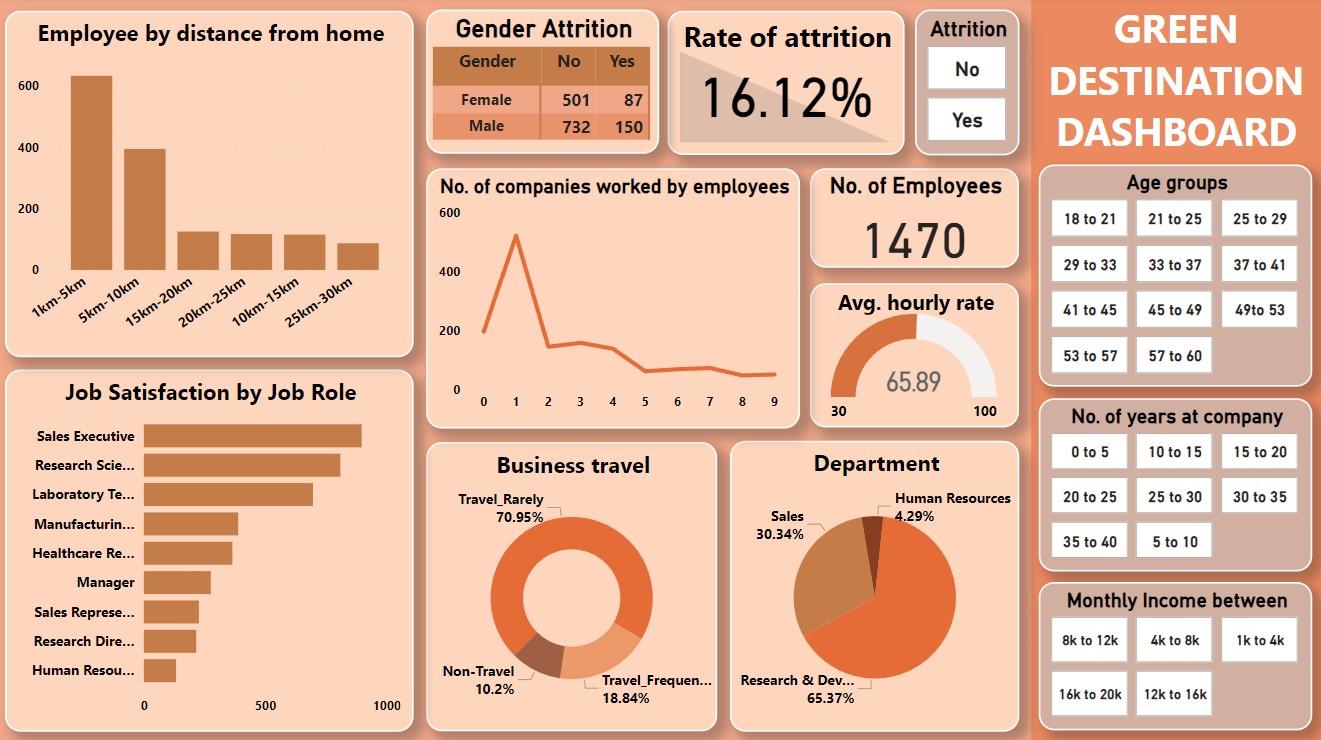 Employee by distance from home
600
400
200
0
1km-5km
5km-10km
15km-20km
20km-25km
10km-15km
25km-30km
Gender Attrition
Gender No Yes
Female 501 87
Male 732 150
Rate of attrition
16.12%
Attrition
No
Yes
GREEN
DESTINATION
DASHBOARD
No. of companies worked by employees
600
400
200
0
0 1 2 3 4 5 6 7 8 9
No. of Employees
1470
Avg. hourly rate
65.89
30 100
Age groups
18 to 21 21 to 25 25 to 29
29 to 33 33 to 37 37 to 41
41 to 45 45 to 49 49to 53
53 to 57 57 to 60
Job Satisfaction by Job Role
Sales Executive
Research Scie...
Laboratory Te...
Manufacturin...
Healthcare Re...
Manager
Sales Represe...
Research Dire...
Human Resou...
0 500 1000
Business travel
Travel_Rarely
70.95%
Non-Travel
10.2%
Travel_Frequen...
18.84%
Department
Human Resources
4.29%
Sales
30.34%
Research & Dev...
65.37%
No. of years at company
0 to 5 10 to 15 15 to 20
20 to 25 25 to 30 30 to 35
35 to 40 5 to 10
Monthly Income between
8k to 12k 4k to 8k 1k to 4k
16k to 20k 12k to 16k